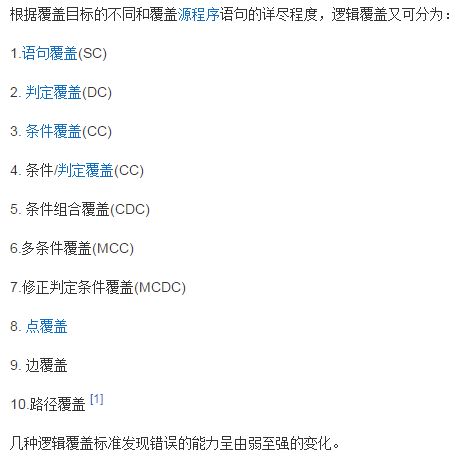 根据覆盖目标的不同和覆盖源程序语句的详尽程度，逻辑覆盖又可分为：
1.语句覆盖(SC)
2. 判定覆盖(DC)
3. 条件覆盖(CC)
4. 条件/判定覆盖(CC)
5. 条件组合覆盖(CDC)
6.多条件覆盖(MCC)
7.修正判定条件覆盖(MCDC)
8. 点覆盖
9. 边覆盖
10.路径覆盖 [1]
几种逻辑覆盖标准发现错误的能力呈由弱至强的变化。